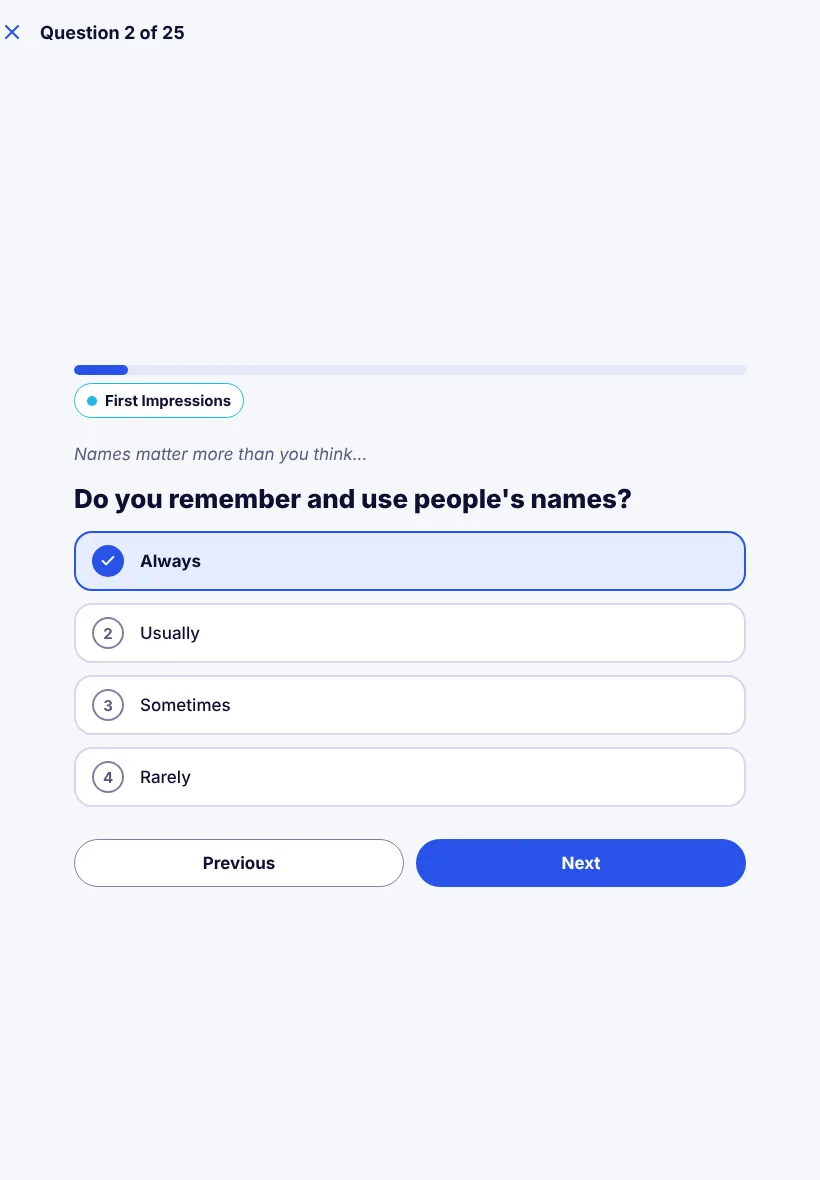 Question 2 of 25
First Impressions
Names matter more than you think...
Do you remember and use people's names?
Always
2 Usually
3 Sometimes
4 Rarely
Previous Next